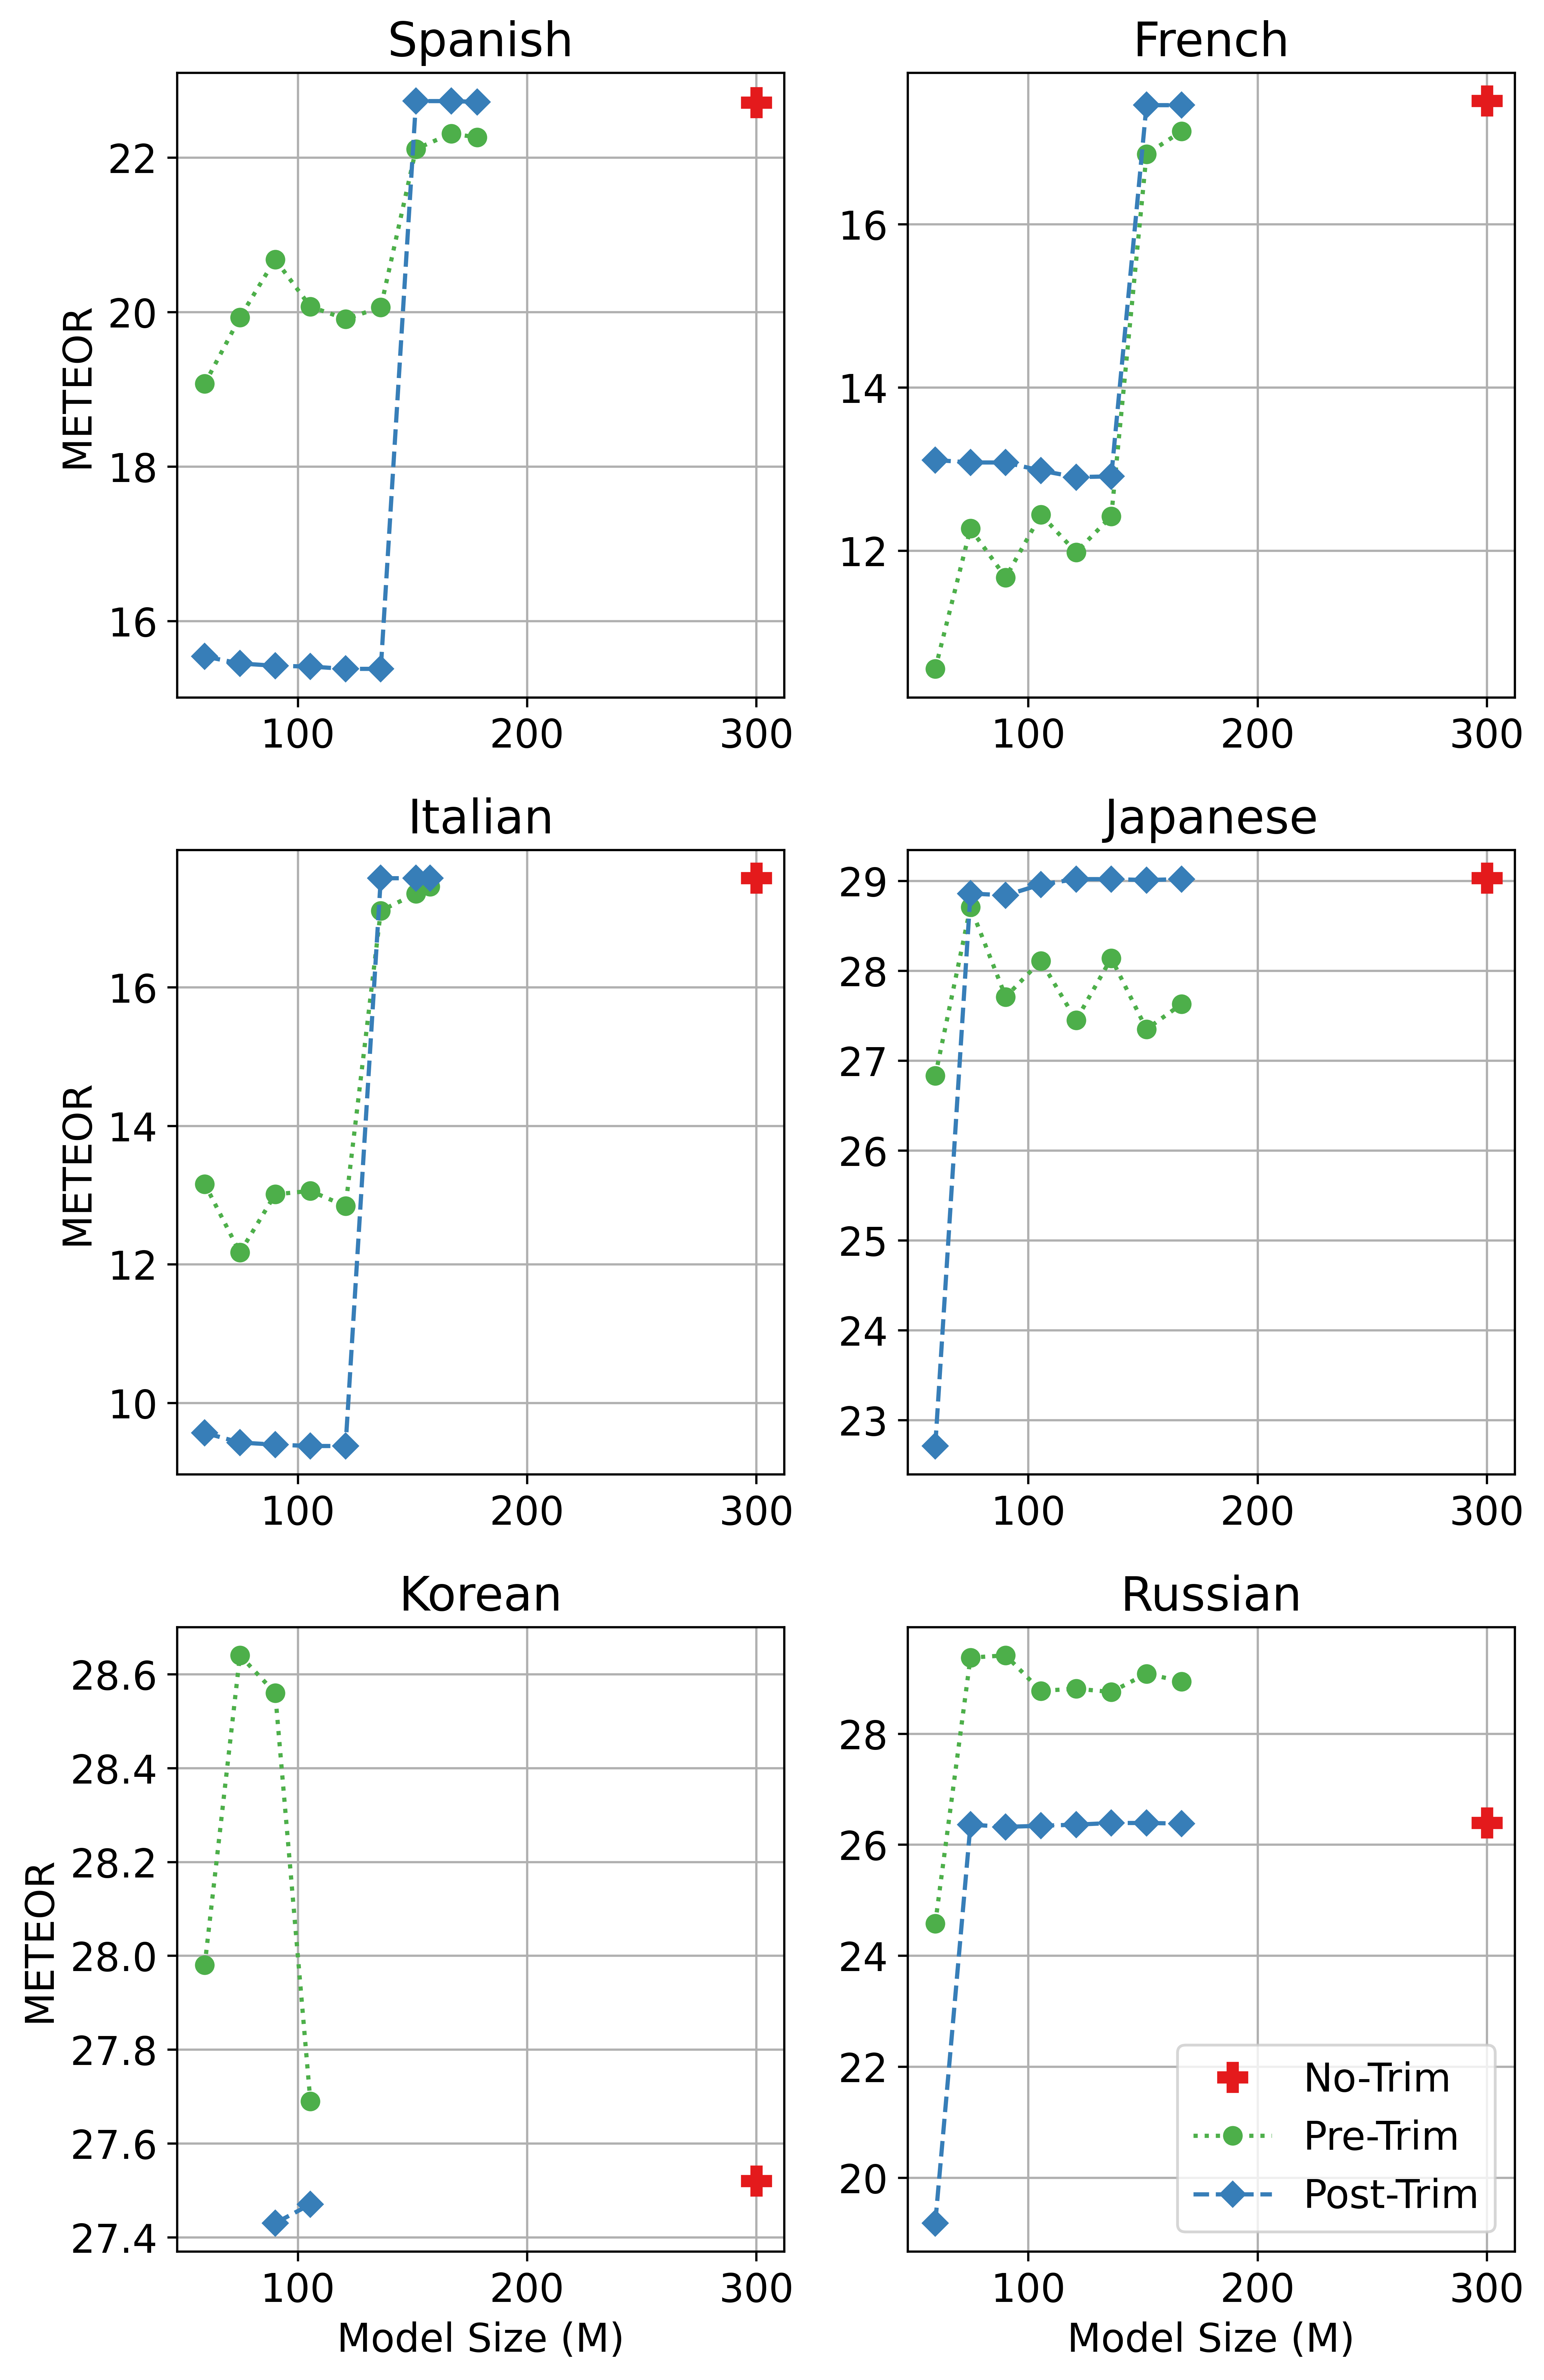 Spanish
METEOR
22
20
18
16
100 200 300
French
16
14
12
100 200 300
Italian
METEOR
16
14
12
10
100 200 300
Japanese
29
28
27
26
25
24
23
100 200 300
Korean
METEOR
28.6
28.4
28.2
28.0
27.8
27.6
27.4
100 200 300
Model Size (M)
Russian
28
26
24
22
20
No-Trim
Pre-Trim
Post-Trim
100 200 300
Model Size (M)